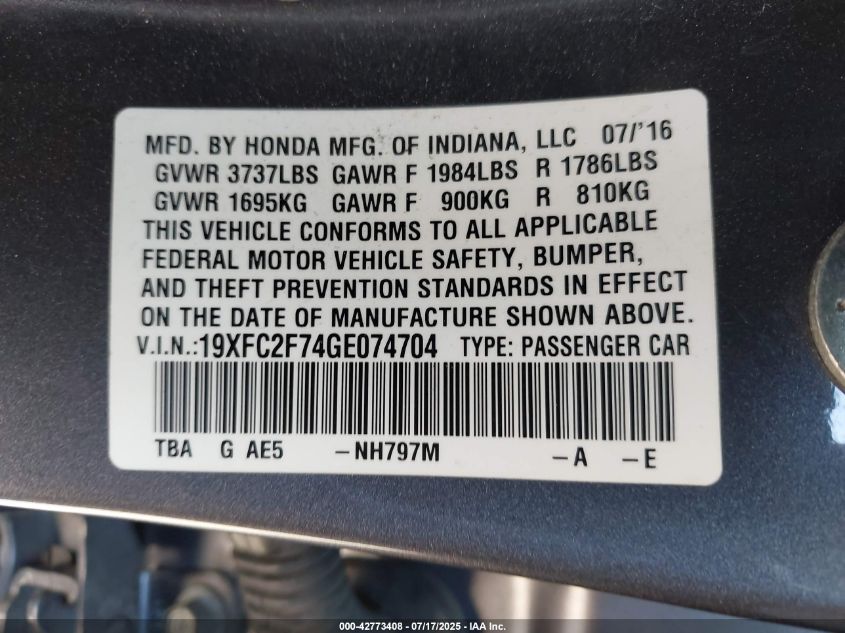 MFD. BY HONDA MFG. OF INDIANA, LLC 07/'16
GVWR 3737LBS GAWR F 1984LBS R 1786LBS
GVWR 1695KG GAWR F 900KG R 810KG
THIS VEHICLE CONFORMS TO ALL APPLICABLE
FEDERAL MOTOR VEHICLE SAFETY, BUMPER,
AND THEFT PREVENTION STANDARDS IN EFFECT
ON THE DATE OF MANUFACTURE SHOWN ABOVE.
V.I.N.:19XFC2F74GE074704 TYPE: PASSENGER CAR
TBA G AE5 -NH797M -A -E
000-42773408 - 07/17/2025 - IAAI.COM